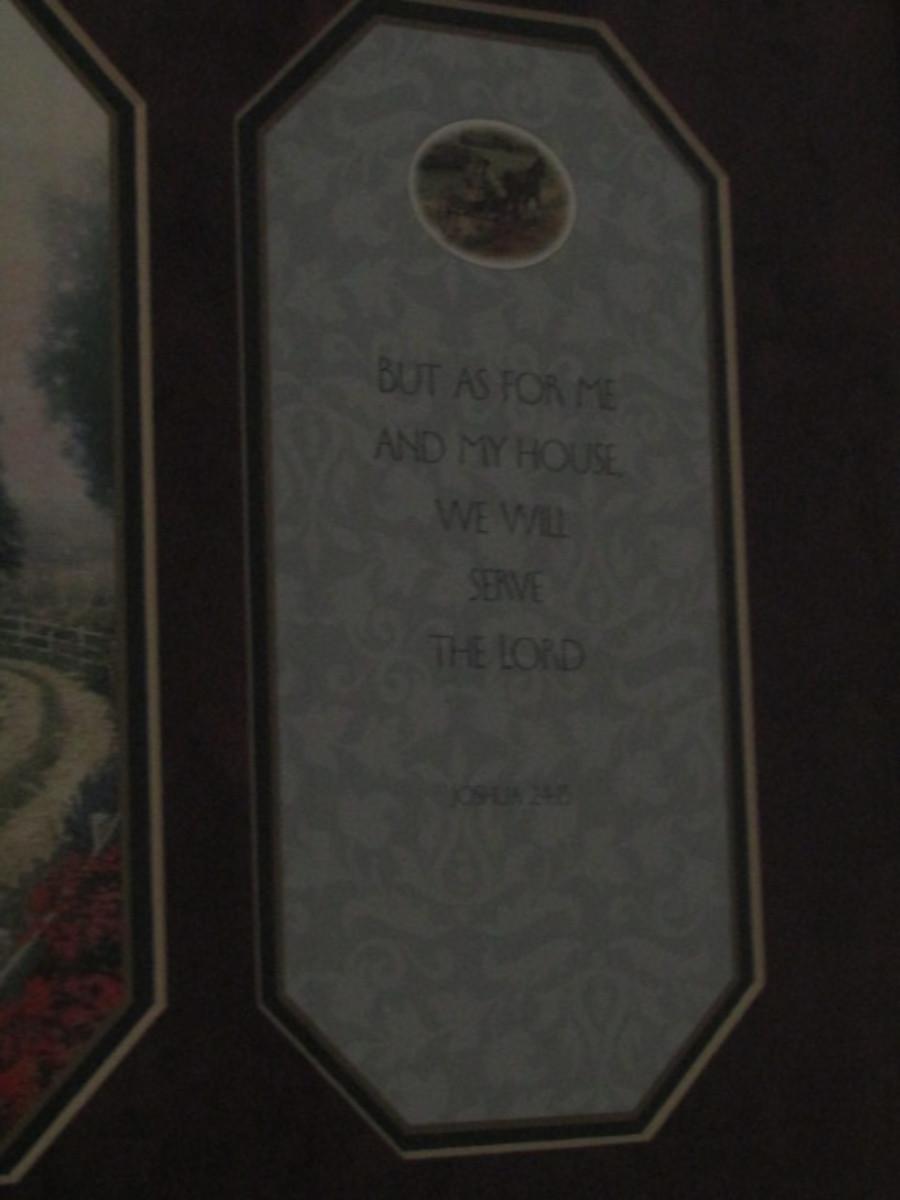 BUT AS FOR ME
AND MY HOUSE,
WE WILL
SERVE
THE LORD
JOSHUA 24:15